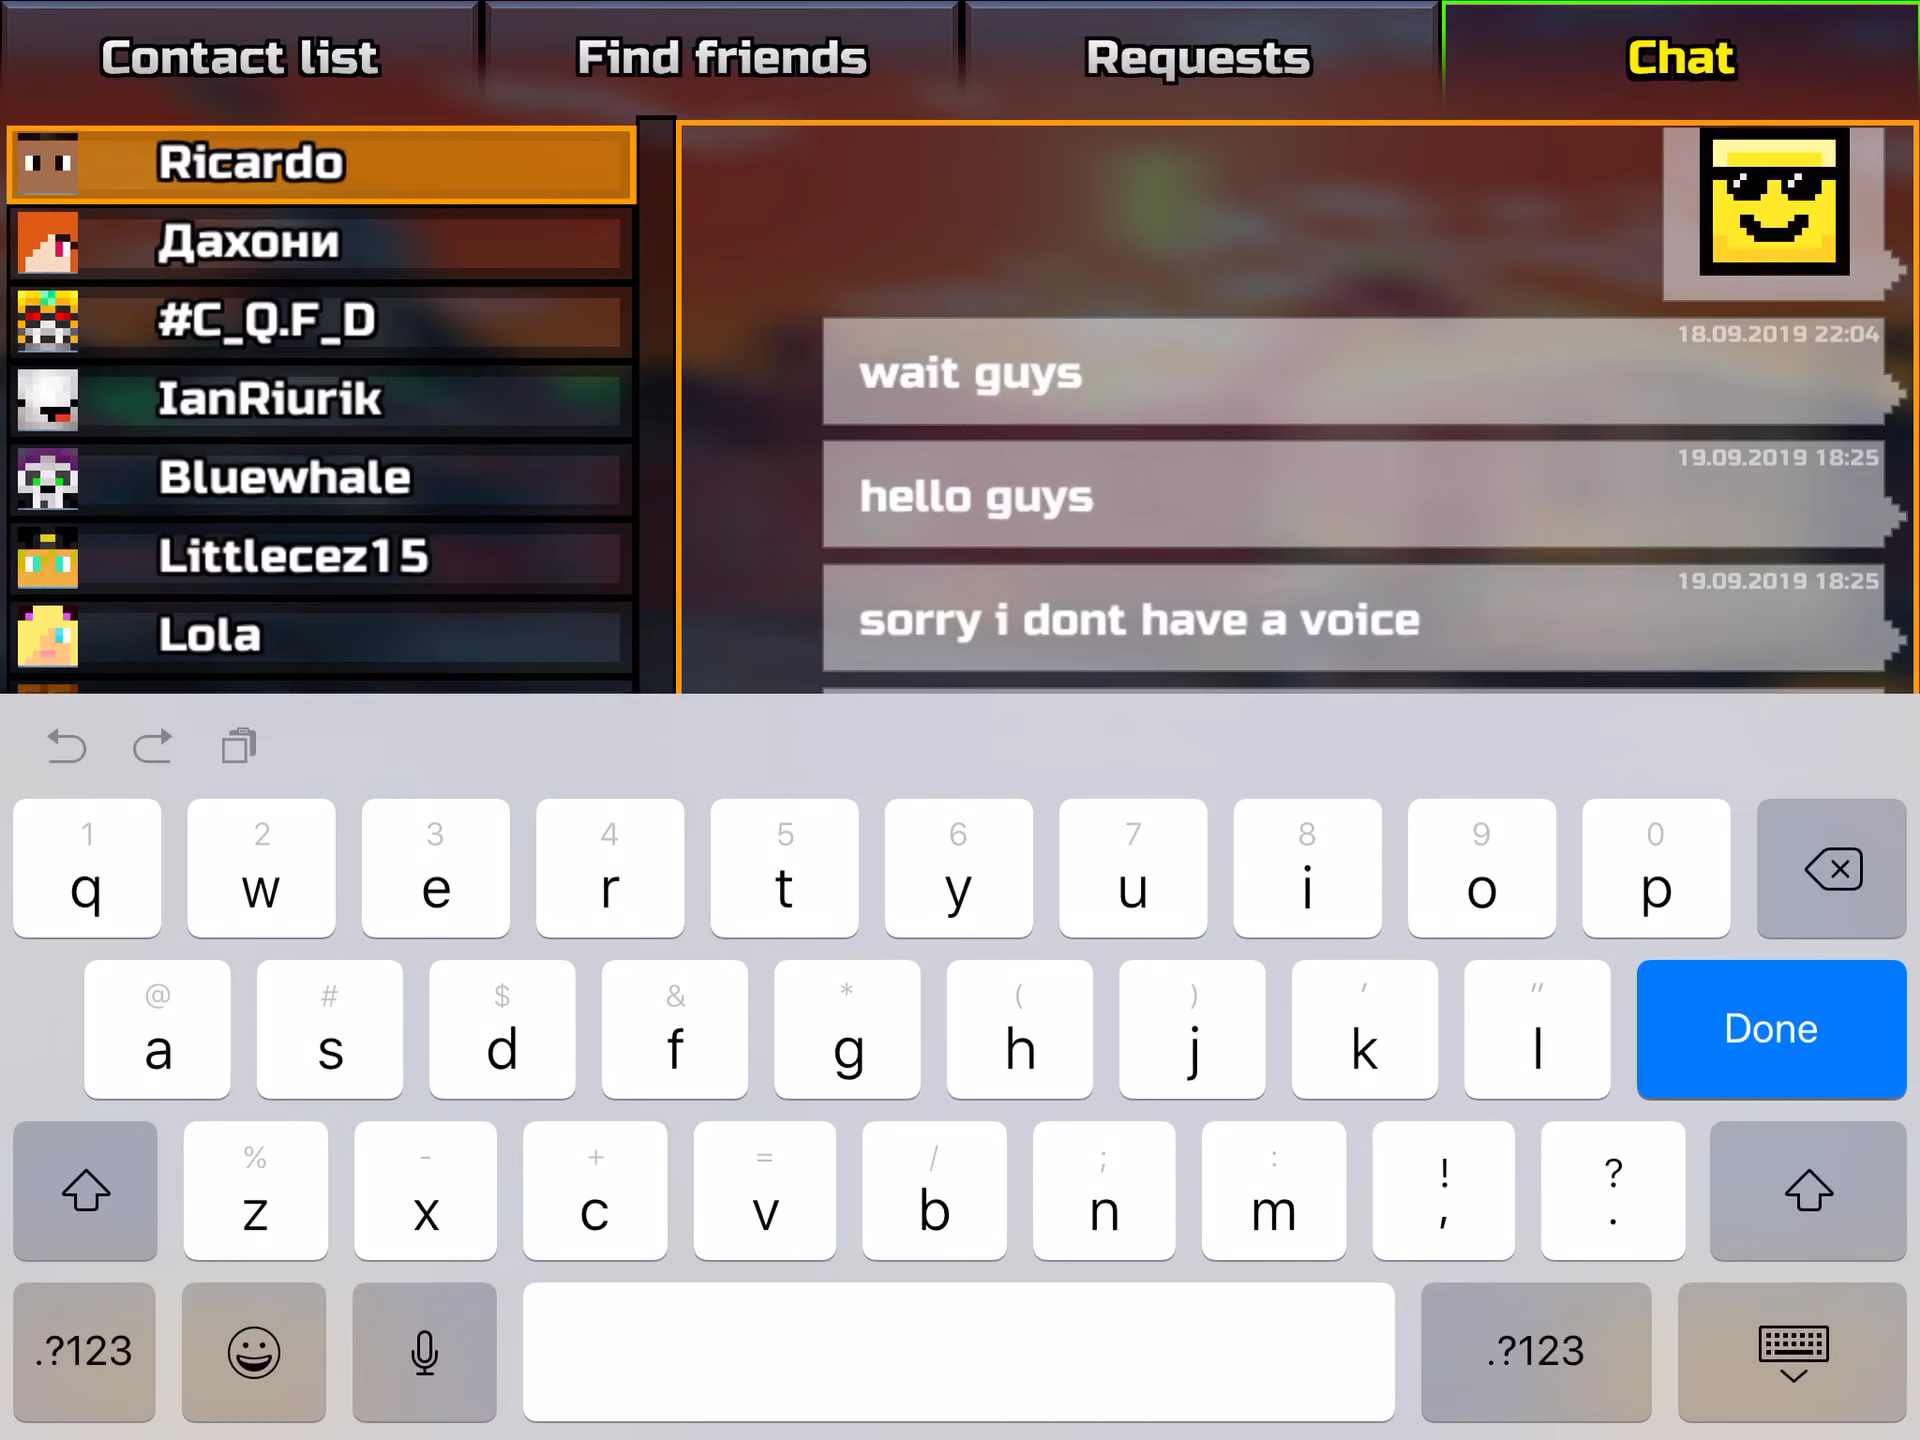 Contact list
Find friends
Requests
Chat
Ricardo
Дахони
#C_Q.F_D
IanRiurik
Bluewhale
Littlecez15
Lola
18.09.2019 22:04
wait guys
19.09.2019 18:25
hello guys
19.09.2019 18:25
sorry i dont have a voice
1 2 3 4 5 6 7 8 9 0
q w e r t y u i o p
@ # $ & * ( ) ' "
a s d f g h j k l Done
% - + = / ; : ! ?
z x c v b n m , .
.?123 .?123